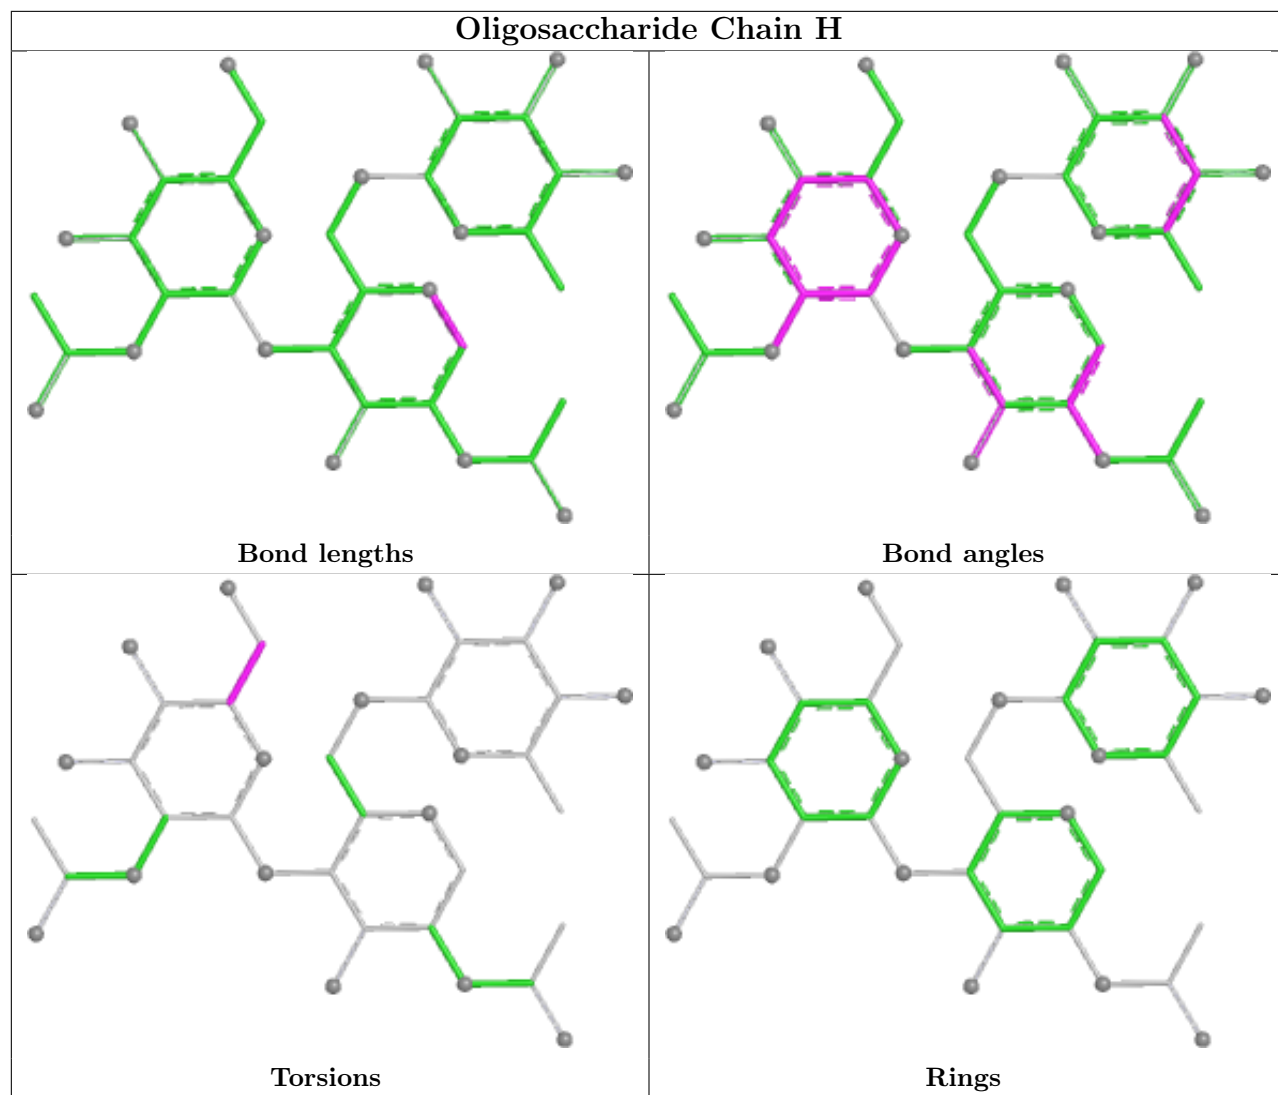 Oligosaccharide Chain H
Bond lengths
Bond angles
Torsions
Rings